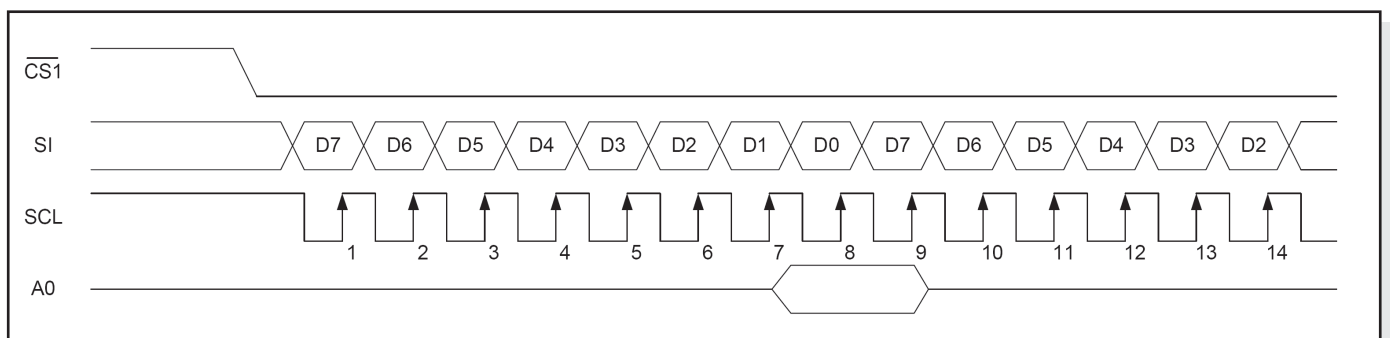 CS1
SI D7 D6 D5 D4 D3 D2 D1 D0 D7 D6 D5 D4 D3 D2
SCL
1 2 3 4 5 6 7 8 9 10 11 12 13 14
A0